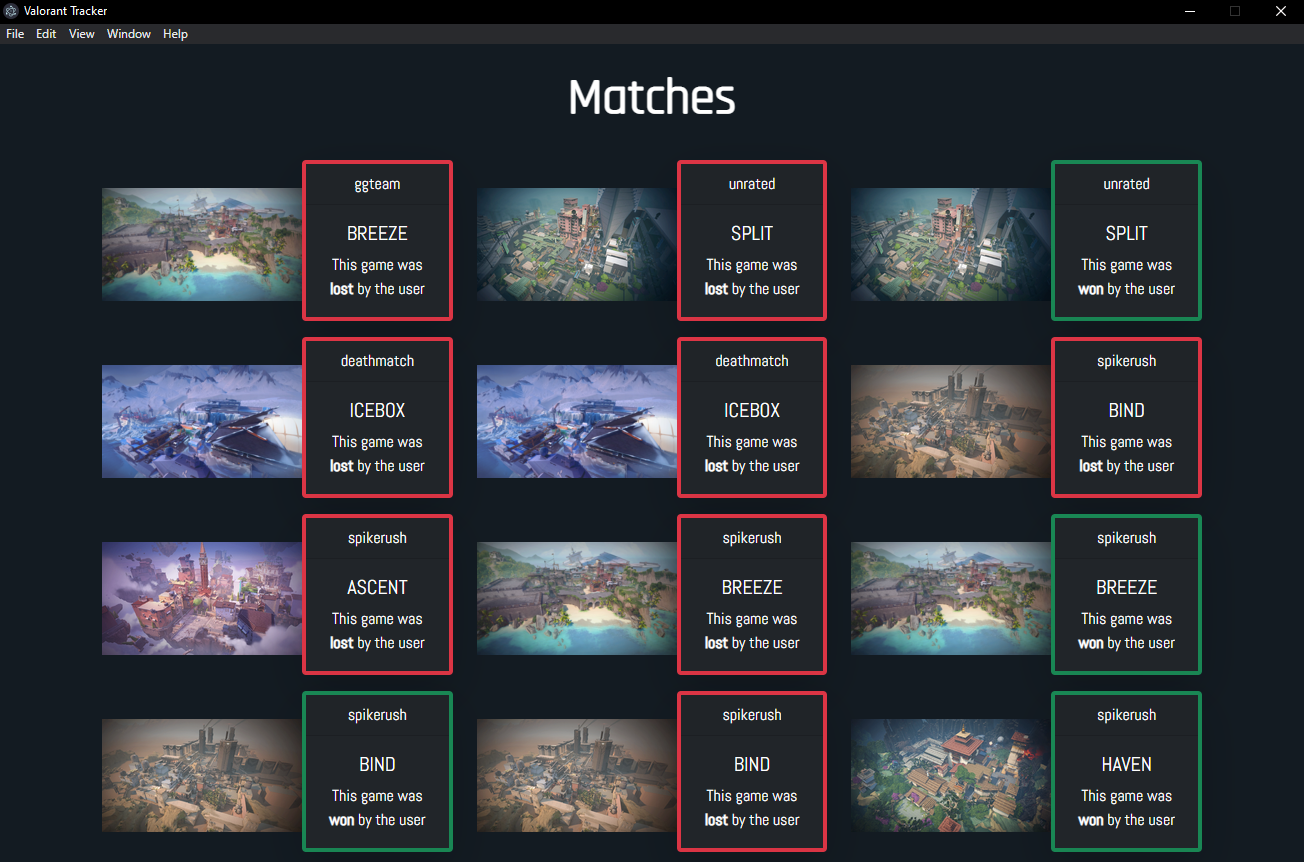 Valorant Tracker
File Edit View Window Help
Matches
ggteam
BREEZE
This game was
lost by the user
unrated
SPLIT
This game was
lost by the user
unrated
SPLIT
This game was
won by the user
deathmatch
ICEBOX
This game was
lost by the user
deathmatch
ICEBOX
This game was
lost by the user
spikerush
BIND
This game was
lost by the user
spikerush
ASCENT
This game was
lost by the user
spikerush
BREEZE
This game was
lost by the user
spikerush
BREEZE
This game was
won by the user
spikerush
BIND
This game was
won by the user
spikerush
BIND
This game was
lost by the user
spikerush
HAVEN
This game was
won by the user